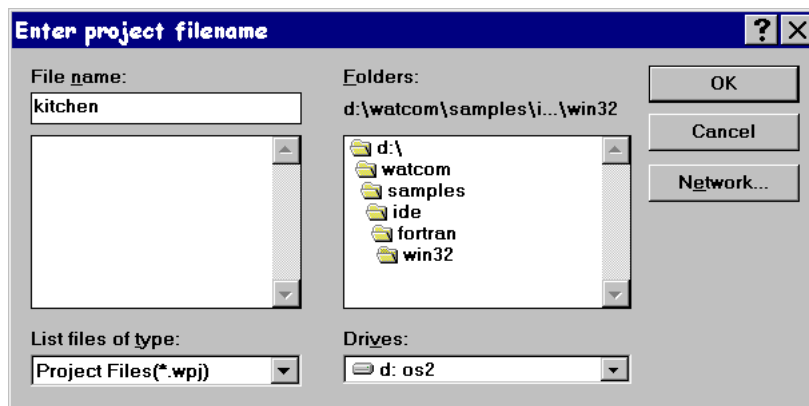 Enter project filename
File name:
kitchen
Folders:
d:\watcom\samples\i...\win32
d:\
watcom
samples
ide
fortran
win32
OK
Cancel
Network...
List files of type:
Project Files(*.wpj)
Drives:
d: os2